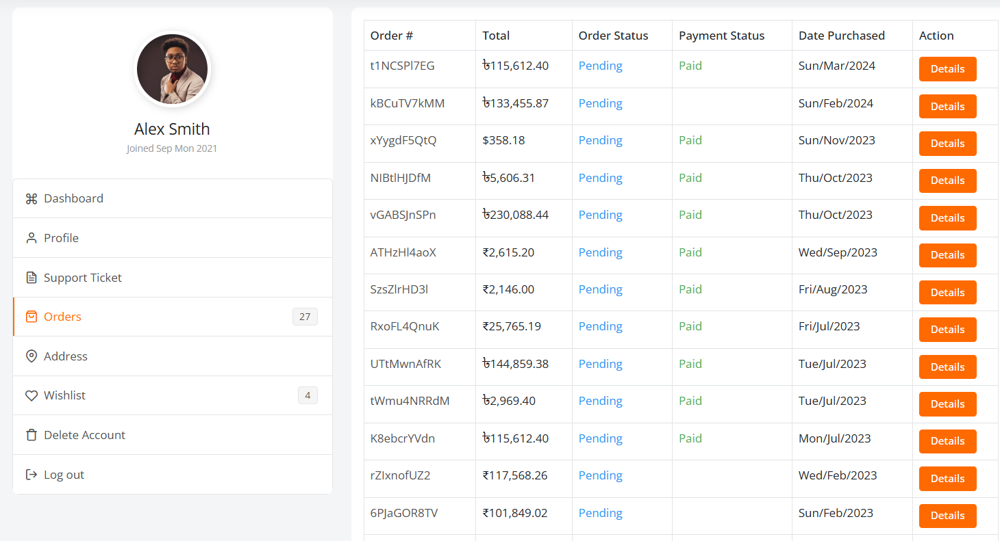 Alex Smith
Joined Sep Mon 2021
Dashboard
Profile
Support Ticket
Orders 27
Address
Wishlist 4
Delete Account
Log out
Order # Total Order Status Payment Status Date Purchased Action
t1NCSPl7EG ৳115,612.40 Pending Paid Sun/Mar/2024 Details
kBCuTV7kMM ৳133,455.87 Pending Sun/Feb/2024 Details
xYygdF5QtQ $358.18 Pending Paid Sun/Nov/2023 Details
NIBtlHJDfM ৳5,606.31 Pending Paid Thu/Oct/2023 Details
vGABSJnSPn ৳230,088.44 Pending Paid Thu/Oct/2023 Details
ATHzHl4aoX ₹2,615.20 Pending Paid Wed/Sep/2023 Details
SzsZlrHD3l ₹2,146.00 Pending Paid Fri/Aug/2023 Details
RxoFL4QnuK ₹25,765.19 Pending Paid Fri/Jul/2023 Details
UTtMwnAfRK ৳144,859.38 Pending Paid Tue/Jul/2023 Details
tWmu4NRRdM ৳2,969.40 Pending Paid Tue/Jul/2023 Details
K8ebcrYVdn ৳115,612.40 Pending Paid Mon/Jul/2023 Details
rZIxnofUZ2 ₹117,568.26 Pending Wed/Feb/2023 Details
6PJaGOR8TV ₹101,849.02 Pending Sun/Feb/2023 Details